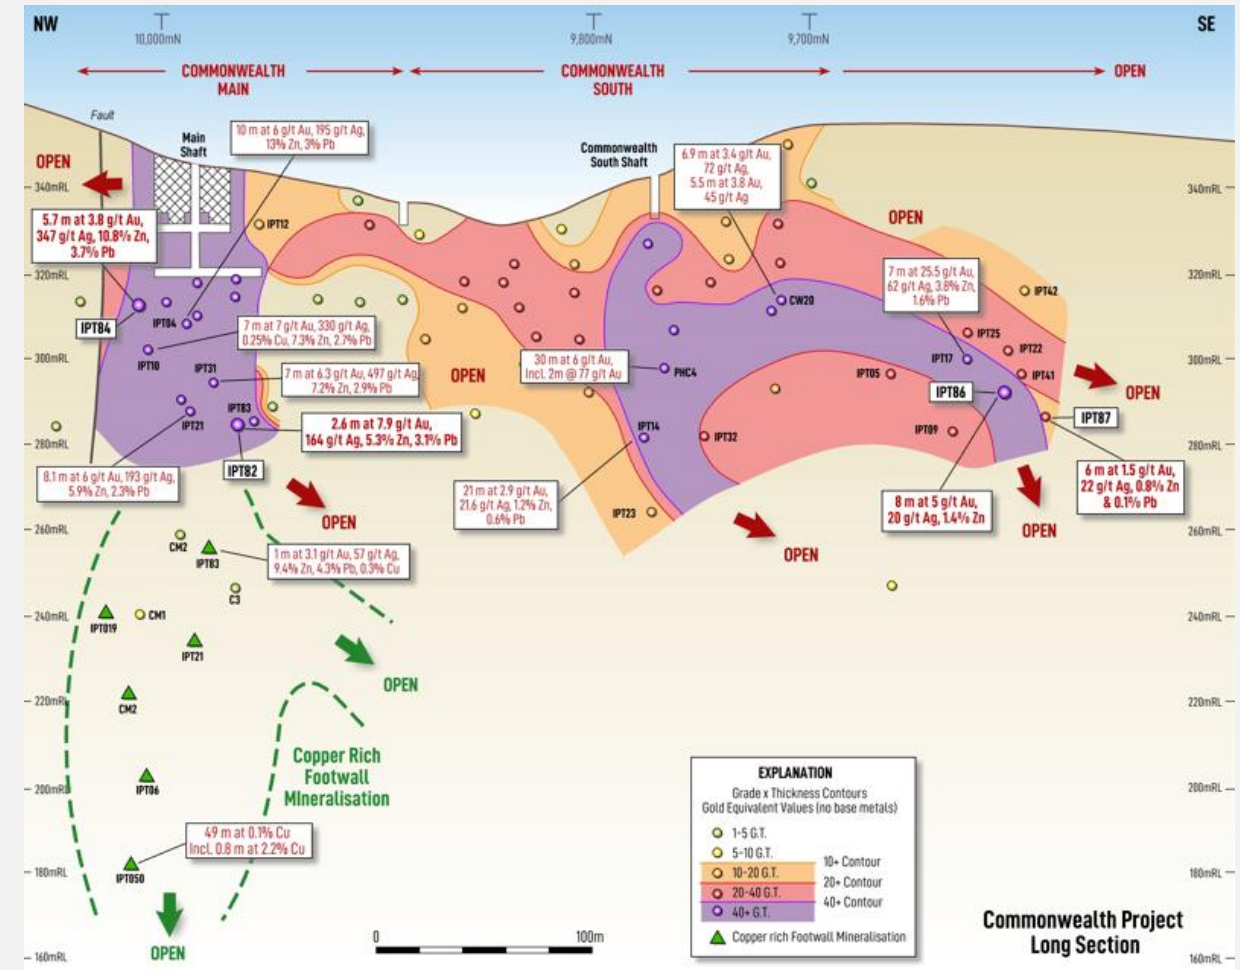 NW
SE
10,000mN
9,800mN
9,700mN
COMMONWEALTH
MAIN
COMMONWEALTH
SOUTH
OPEN
Fault
Main
Shaft
10 m at 6 g/t Au, 195 g/t Ag,
13% Zn, 3% Pb
Commonwealth
South Shaft
6.9 m at 3.4 g/t Au,
72 g/t Ag,
5.5 m at 3.8 Au,
45 g/t Ag
OPEN
340mRL
340mRL
5.7 m at 3.8 g/t Au,
347 g/t Ag, 10.8% Zn,
3.7% Pb
IPT12
OPEN
320mRL
320mRL
7 m at 25.5 g/t Au,
62 g/t Ag, 3.8% Zn,
1.6% Pb
IPT42
IPT84
IPT04
CW20
7 m at 7 g/t Au, 330 g/t Ag,
0.25% Cu, 7.3% Zn, 2.7% Pb
IPT25
IPT22
IPT17
300mRL
300mRL
IPT10
IPT31
30 m at 6 g/t Au,
Incl. 2m @ 77 g/t Au
PHC4
IPT05
IPT41
OPEN
OPEN
7 m at 6.3 g/t Au, 497 g/t Ag,
7.2% Zn, 2.9% Pb
IPT86
IPT83
IPT21
2.6 m at 7.9 g/t Au,
164 g/t Ag, 5.3% Zn, 3.1% Pb
IPT14
IPT32
IPT09
IPT87
280mRL
280mRL
IPT82
8.1 m at 6 g/t Au, 193 g/t Ag,
5.9% Zn, 2.3% Pb
21 m at 2.9 g/t Au,
21.6 g/t Ag, 1.2% Zn,
0.6% Pb
6 m at 1.5 g/t Au,
22 g/t Ag, 0.8% Zn
& 0.1% Pb
8 m at 5 g/t Au,
20 g/t Ag, 1.4% Zn
IPT23
OPEN
OPEN
OPEN
260mRL
260mRL
CM2
IPT83
1 m at 3.1 g/t Au, 57 g/t Ag,
9.4% Zn, 4.3% Pb, 0.3% Cu
C3
240mRL
240mRL
IPT019
CM1
IPT21
OPEN
220mRL
220mRL
CM2
Copper Rich
Footwall
MIneralisation
200mRl
200mRL
IPT06
49 m at 0.1% Cu
Incl. 0.8 m at 2.2% Cu
180mRL
180mRL
IPT050
OPEN
160mRL
160mRL
0
100m
EXPLANATION
Grade x Thickness Contours
Gold Equivalent Values (no base metals)
1-5 G.T.
5-10 G.T.
10+ Contour
10-20 G.T.
20+ Contour
20-40 G.T.
40+ Contour
40+ G.T.
Copper rich Footwall Mineralisation
Commonwealth Project
Long Section